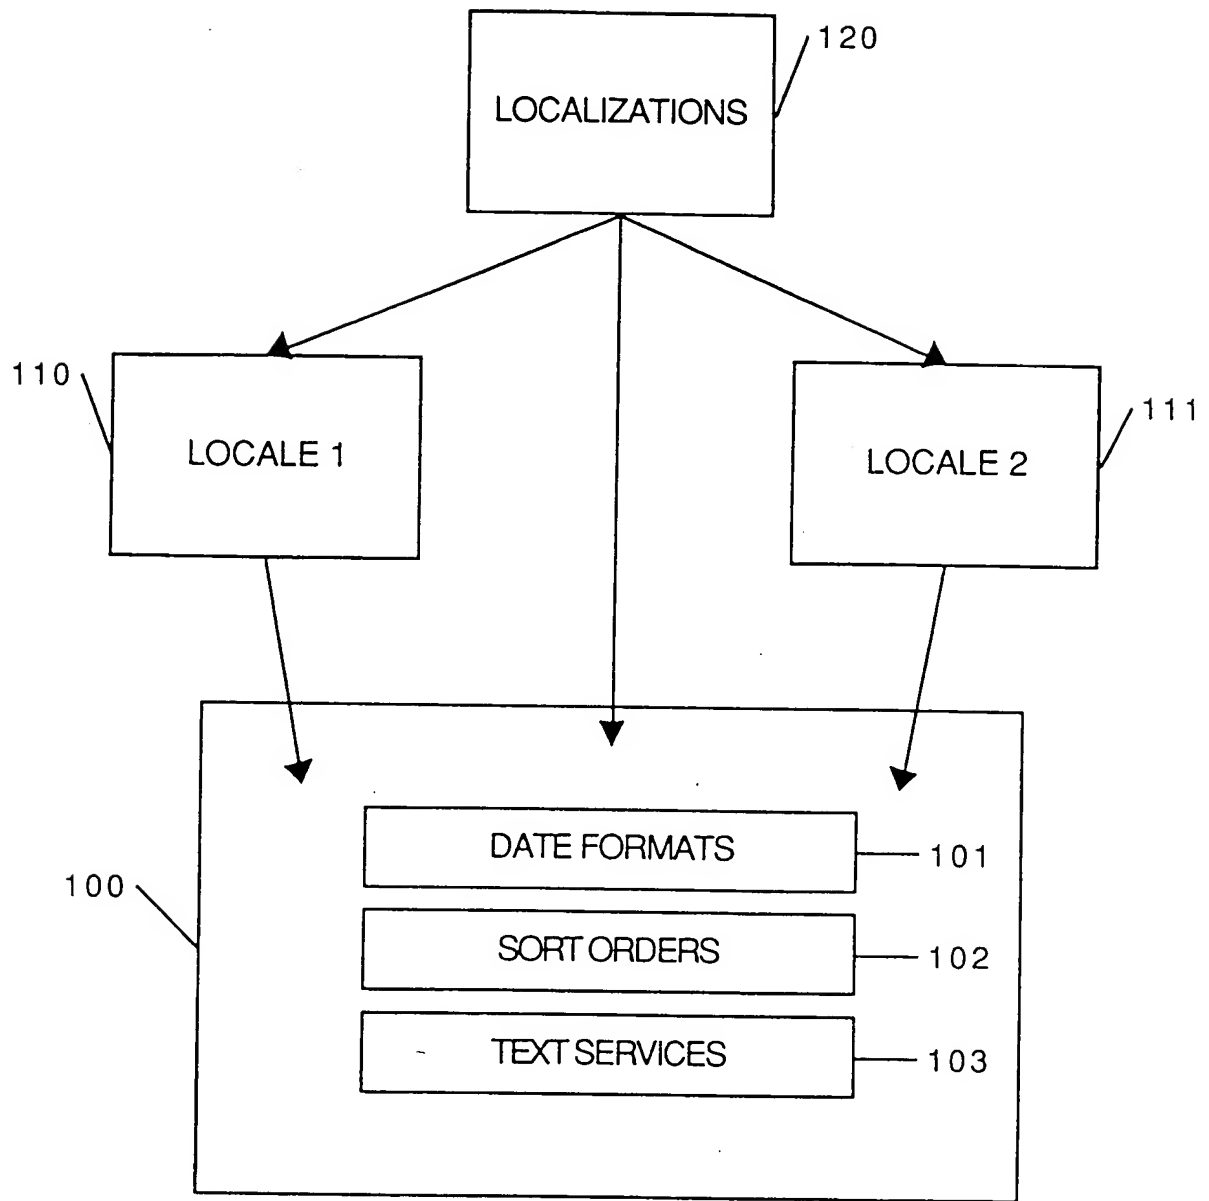 120
LOCALIZATIONS
110
LOCALE 1
111
LOCALE 2
100
DATE FORMATS
101
SORT ORDERS
102
TEXT SERVICES
103